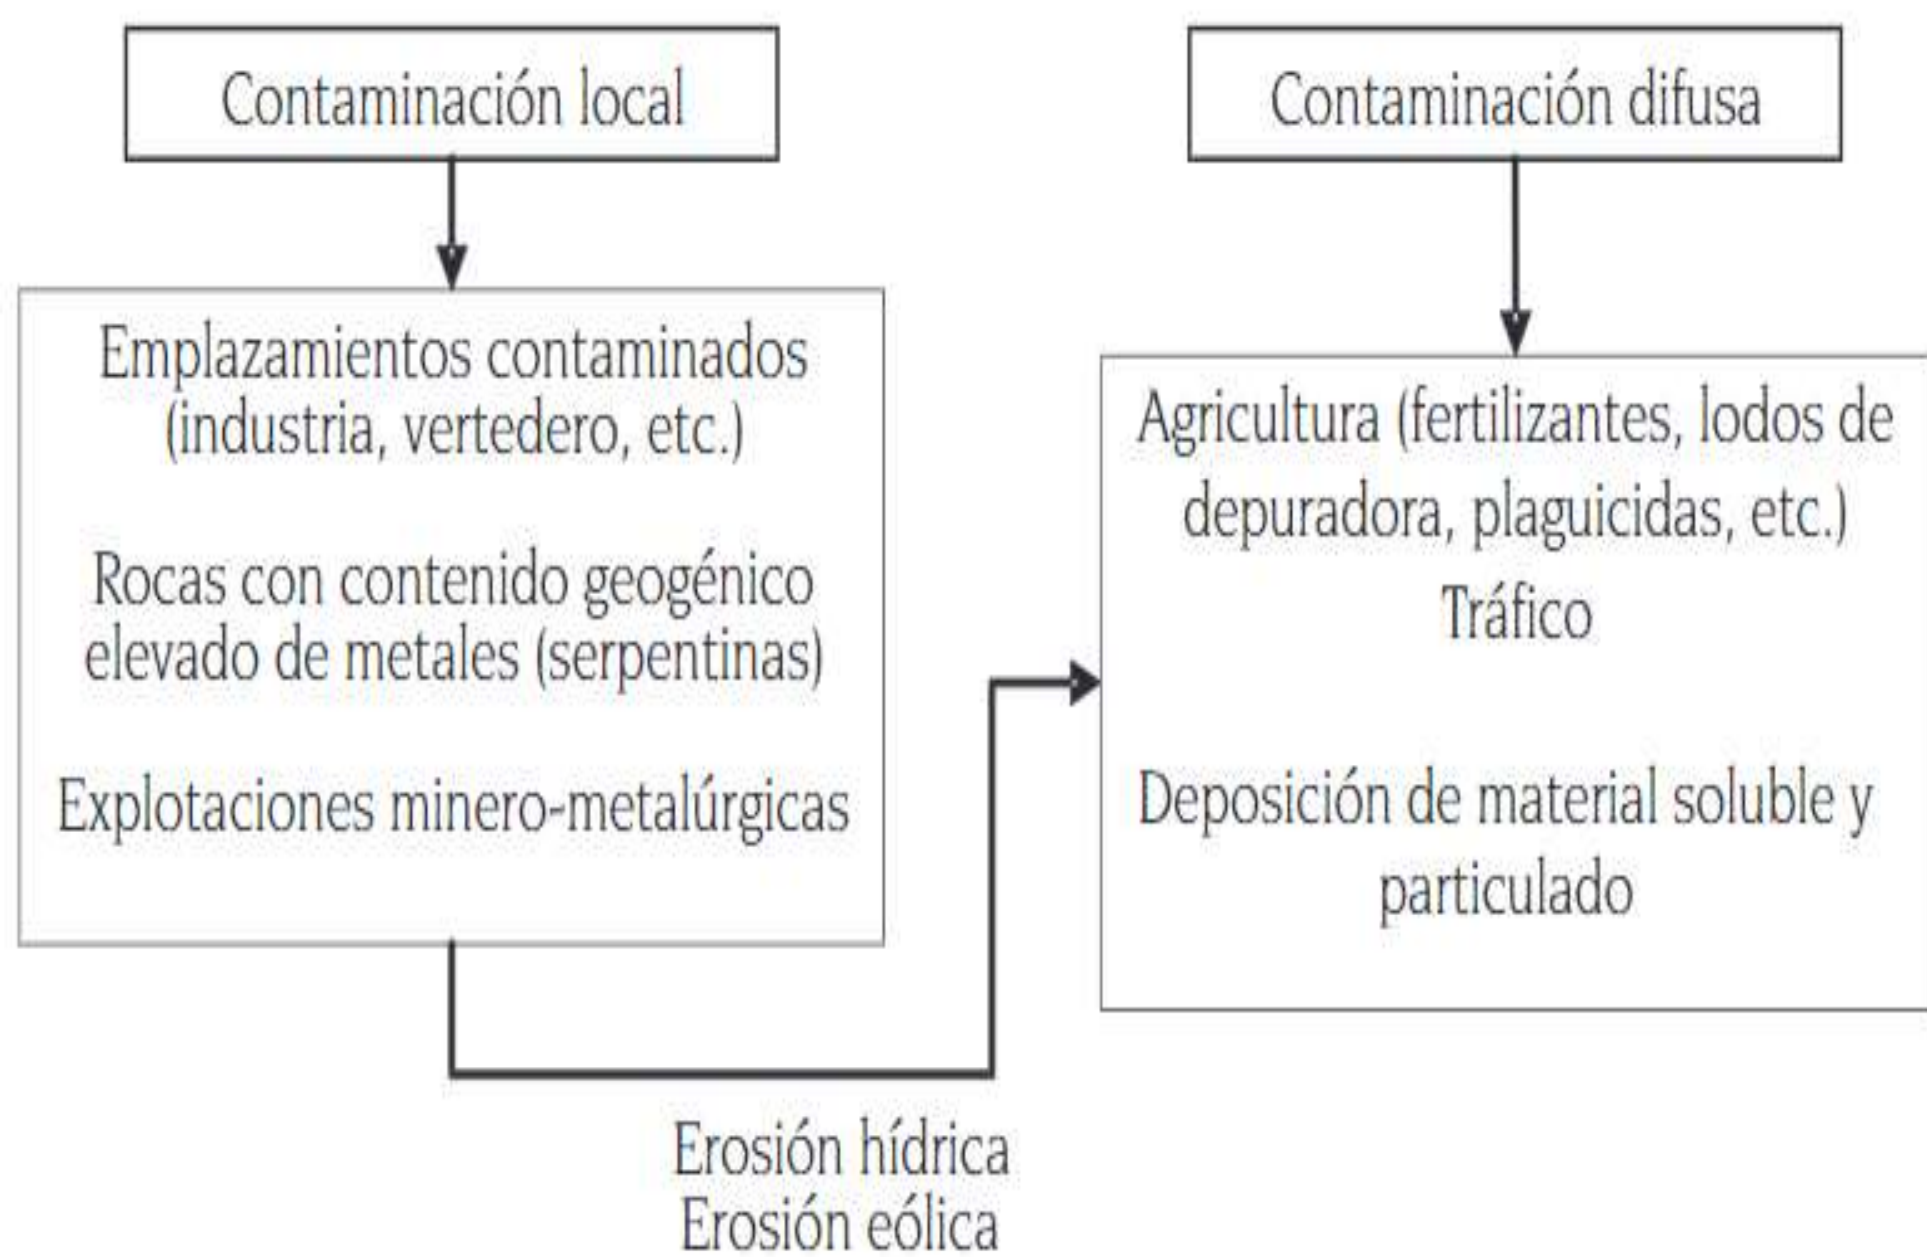 Contaminación local
Emplazamientos contaminados
(industria, vertedero, etc.)
Rocas con contenido geogénico
elevado de metales (serpentinas)
Explotaciones minero-metalúrgicas
Contaminación difusa
Agricultura (fertilizantes, lodos de
depuradora, plaguicidas, etc.)
Tráfico
Deposición de material soluble y
particulado
Erosión hídrica
Erosión eólica